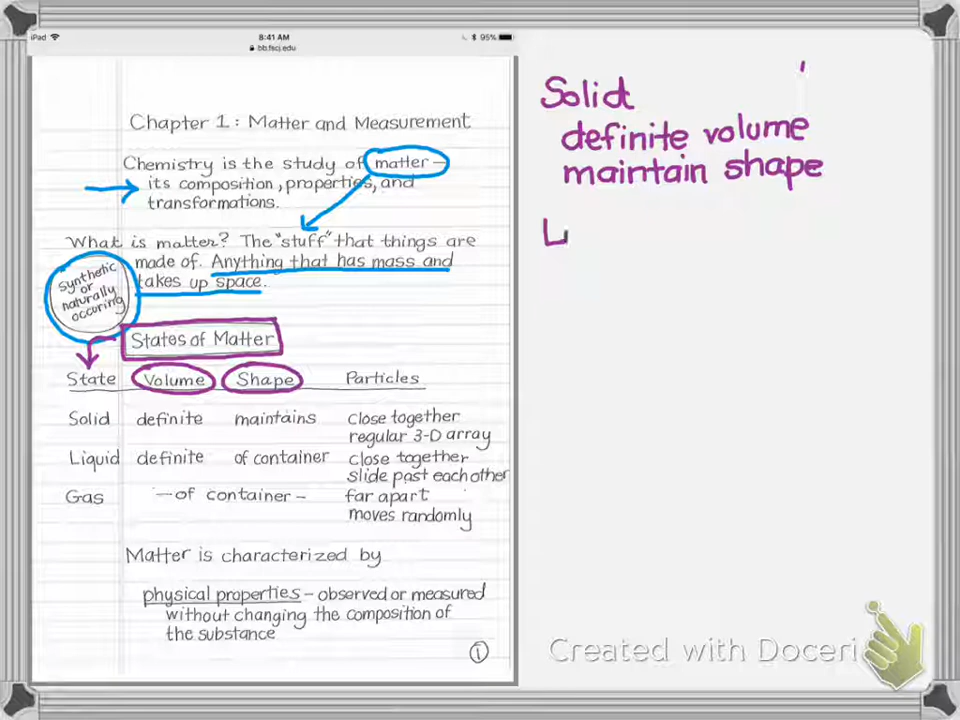 iPad
8:41 AM
95%
bb.fscj.edu
Chapter 1: Matter and Measurement
Chemistry is the study of matter –
its composition, properties, and
transformations.
What is matter? The "stuff" that things are
made of. Anything that has mass and
takes up space.
synthetic
or
naturally
occuring
States of Matter
State Volume Shape Particles
Solid definite maintains close together
regular 3-D array
Liquid definite of container close together
slide past each other
Gas – of container – far apart
moves randomly
Matter is characterized by
physical properties – observed or measured
without changing the composition of
the substance
1
Solid
definite volume
maintain shape
Li
Created with Doceri